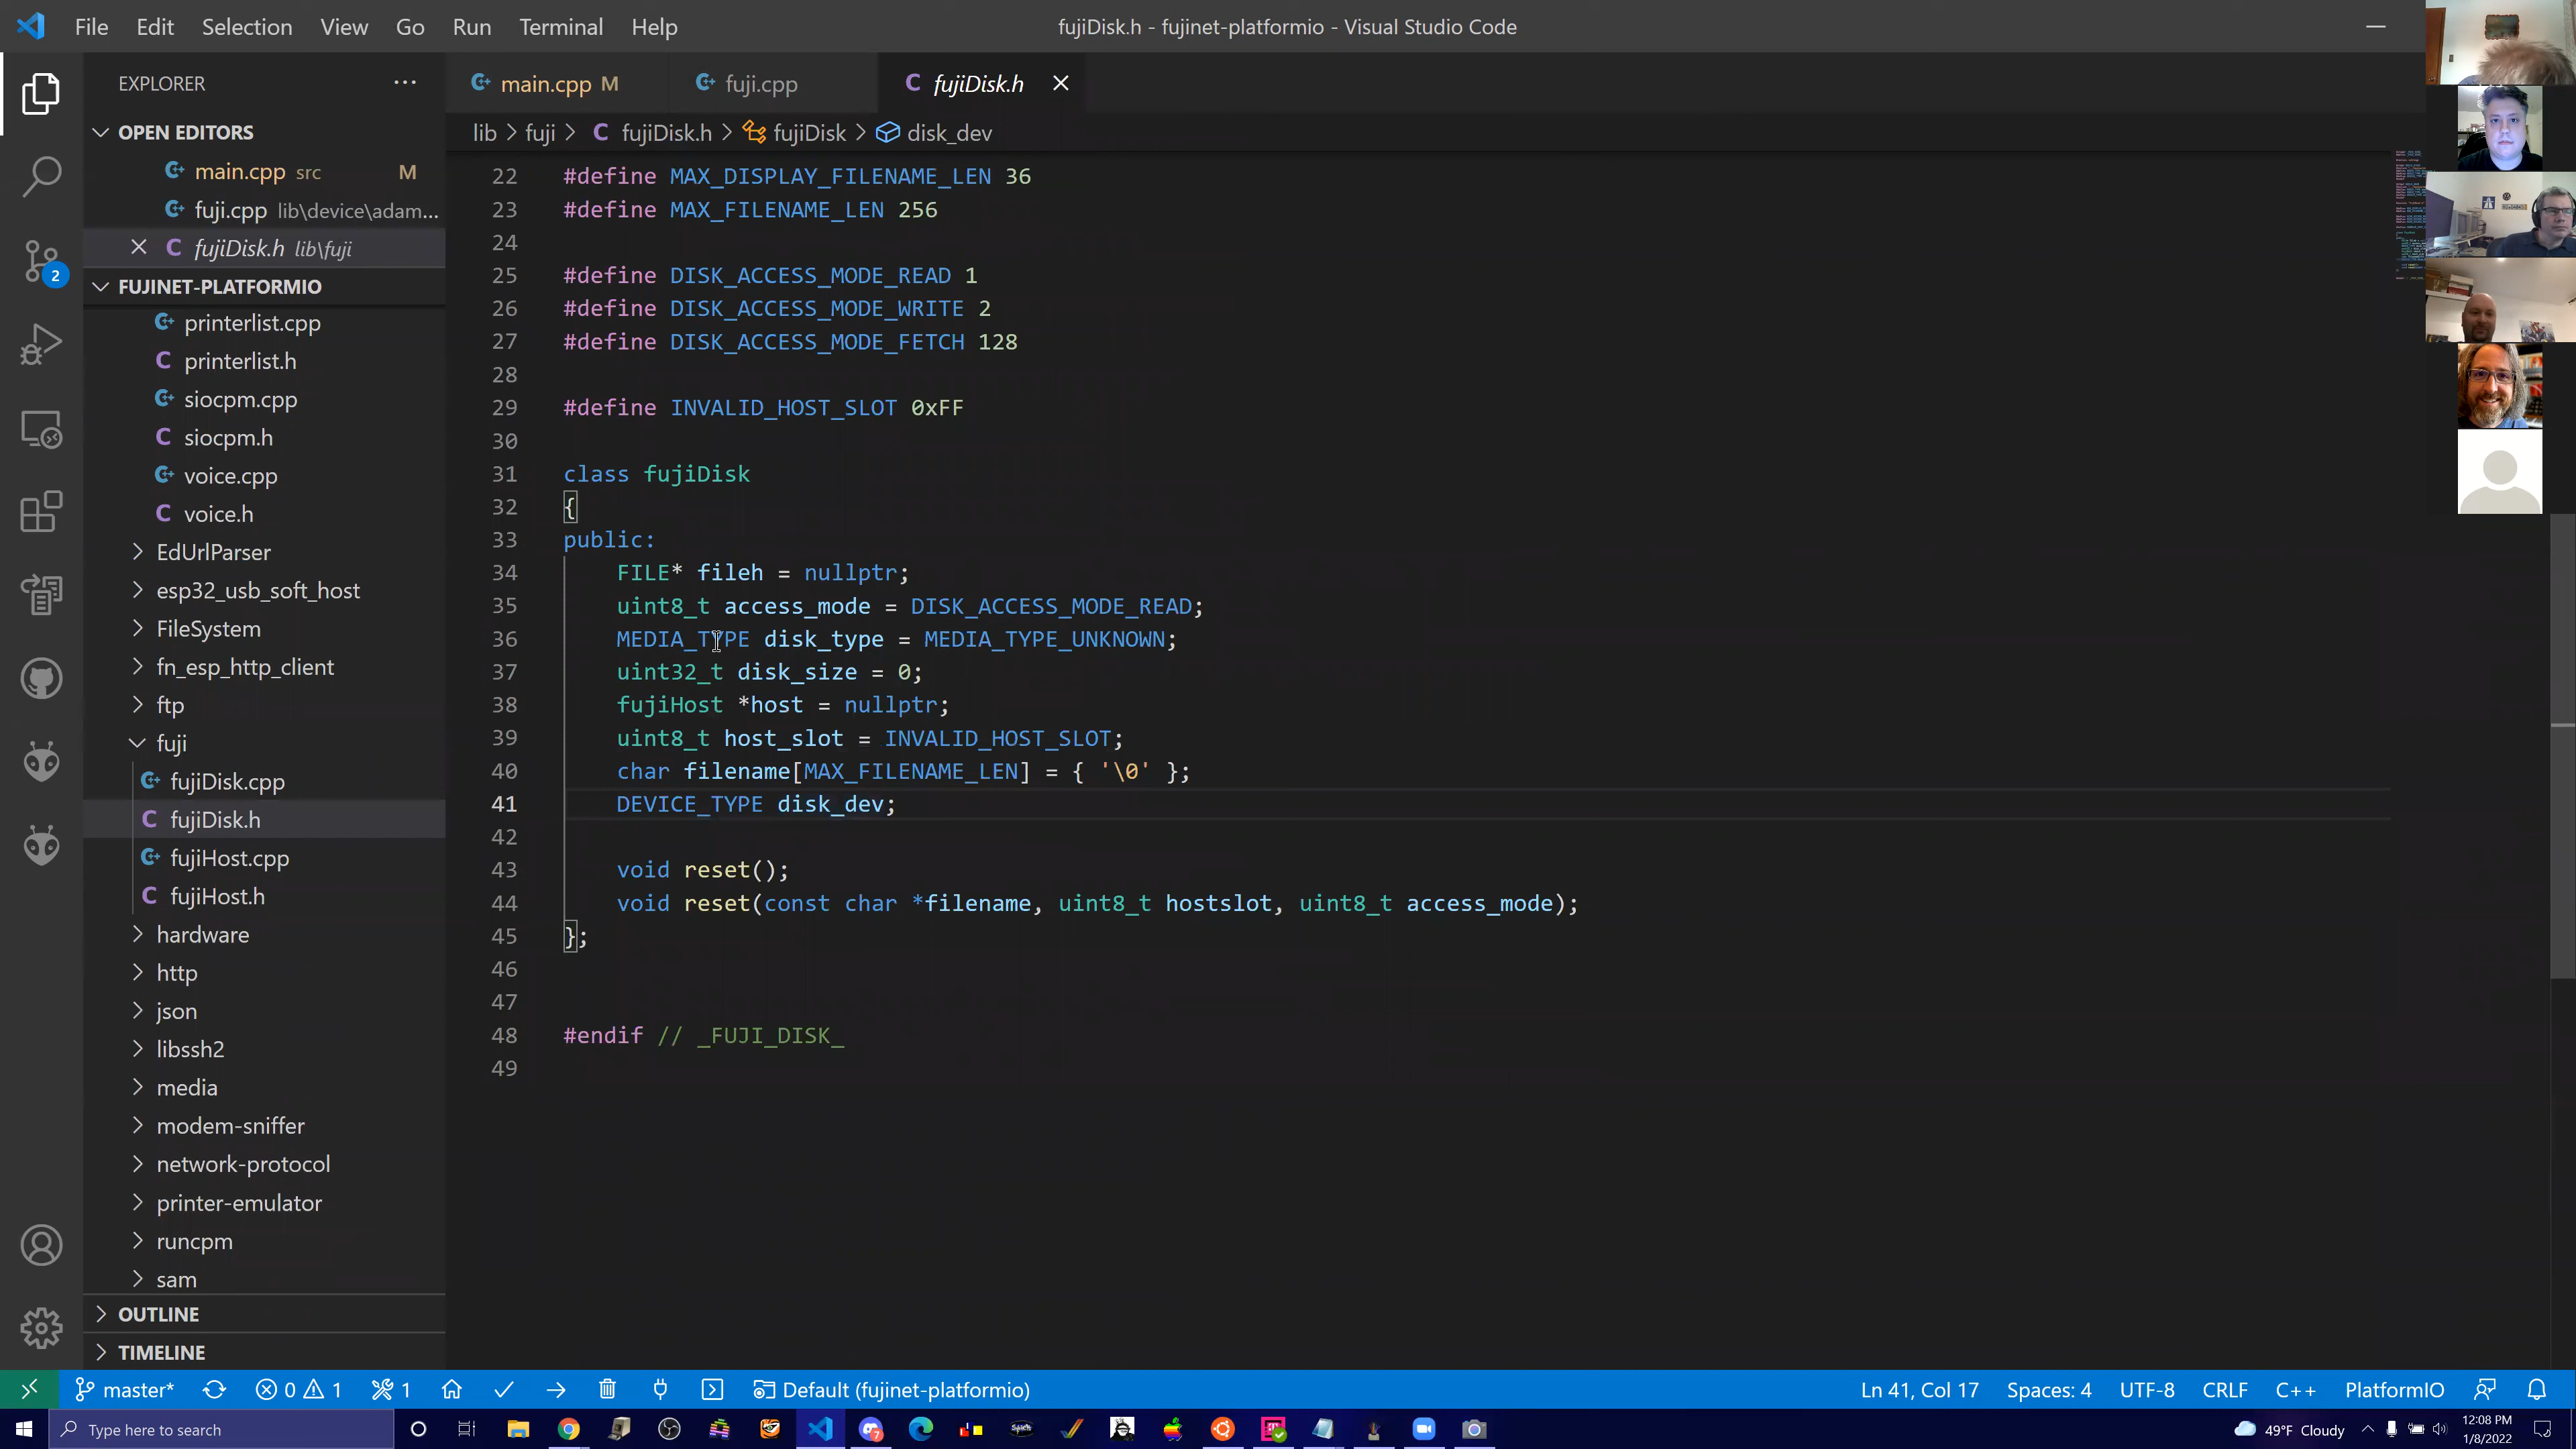 File Edit Selection View Go Run Terminal Help
fujiDisk.h - fujinet-platformio - Visual Studio Code
EXPLORER
main.cpp M
fuji.cpp
fujiDisk.h
OPEN EDITORS
lib > fuji > C fujiDisk.h > fujiDisk > disk_dev
main.cpp src M
fuji.cpp lib\device\adam...
C fujiDisk.h lib\fuji
FUJINET-PLATFORMIO
printerlist.cpp
C printerlist.h
siocpm.cpp
C siocpm.h
voice.cpp
C voice.h
EdUrlParser
esp32_usb_soft_host
FileSystem
fn_esp_http_client
ftp
fuji
fujiDisk.cpp
C fujiDisk.h
fujiHost.cpp
C fujiHost.h
hardware
http
json
libssh2
media
modem-sniffer
network-protocol
printer-emulator
runcpm
sam
OUTLINE
TIMELINE
22 #define MAX_DISPLAY_FILENAME_LEN 36
23 #define MAX_FILENAME_LEN 256
24
25 #define DISK_ACCESS_MODE_READ 1
26 #define DISK_ACCESS_MODE_WRITE 2
27 #define DISK_ACCESS_MODE_FETCH 128
28
29 #define INVALID_HOST_SLOT 0xFF
30
31 class fujiDisk
32 {
33 public:
34 FILE* fileh = nullptr;
35 uint8_t access_mode = DISK_ACCESS_MODE_READ;
36 MEDIA_TYPE disk_type = MEDIA_TYPE_UNKNOWN;
37 uint32_t disk_size = 0;
38 fujiHost *host = nullptr;
39 uint8_t host_slot = INVALID_HOST_SLOT;
40 char filename[MAX_FILENAME_LEN] = { '\0' };
41 DEVICE_TYPE disk_dev;
42
43 void reset();
44 void reset(const char *filename, uint8_t hostslot, uint8_t access_mode);
45 };
46
47
48 #endif // _FUJI_DISK_
49
2
master* 0 1 1 Default (fujinet-platformio)
Ln 41, Col 17 Spaces: 4 UTF-8 CRLF C++ PlatformIO
Type here to search
49°F Cloudy
12:08 PM
1/8/2022